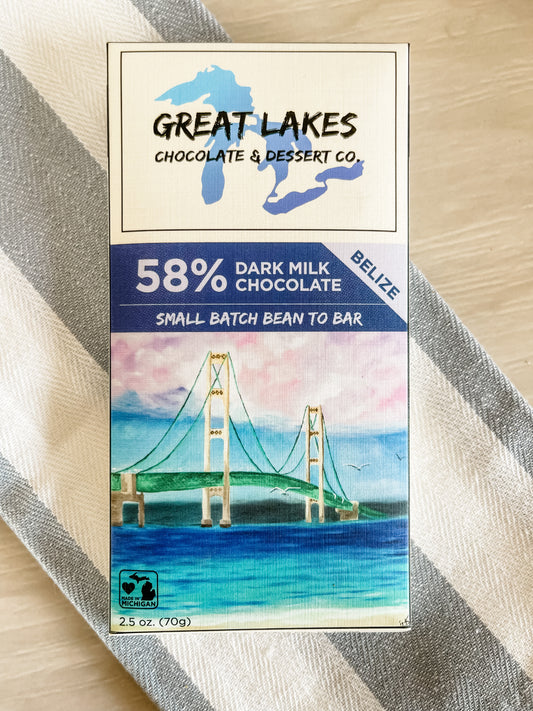 GREAT LAKES
CHOCOLATE & DESSERT CO.
58% DARK MILK
CHOCOLATE
BELIZE
SMALL BATCH BEAN TO BAR
MADE IN
MICHIGAN
2.5 oz. (70g)